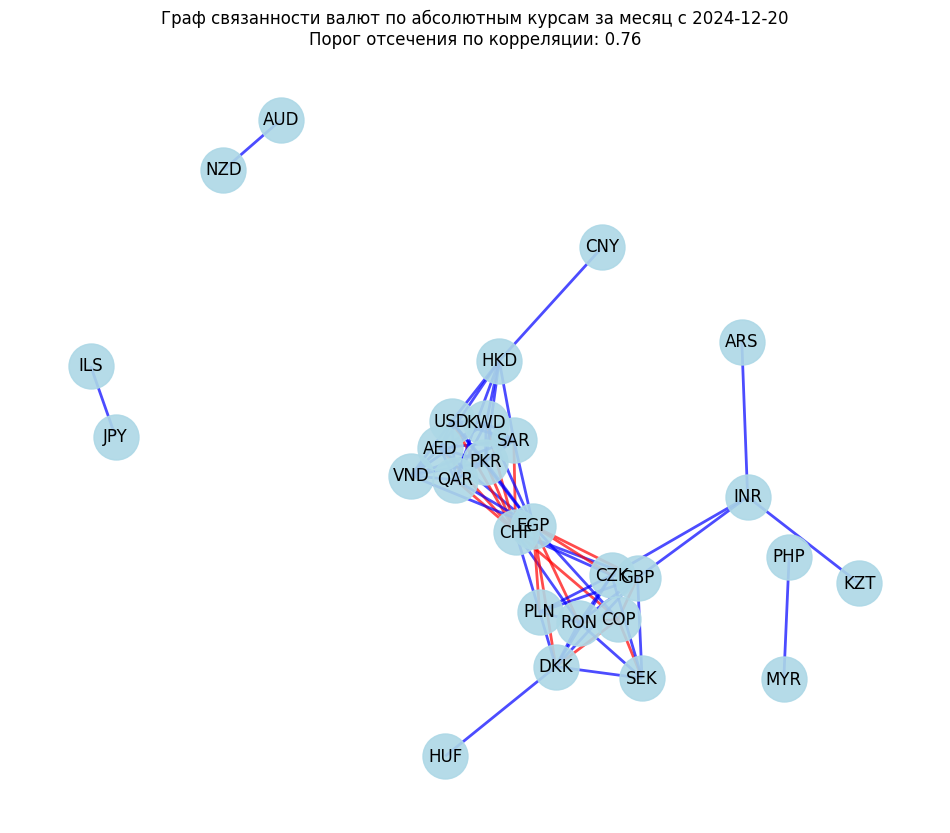 Граф связанности валют по абсолютным курсам за месяц с 2024-12-20
Порог отсечения по корреляции: 0.76
AUD
NZD
CNY
ARS
HKD
ILS
USD
KWD
JPY
SAR
AED
PKR
VND
QAR
INR
EGP
CHF
PHP
CZK
GBP
KZT
PLN
COP
RON
DKK
SEK
MYR
HUF